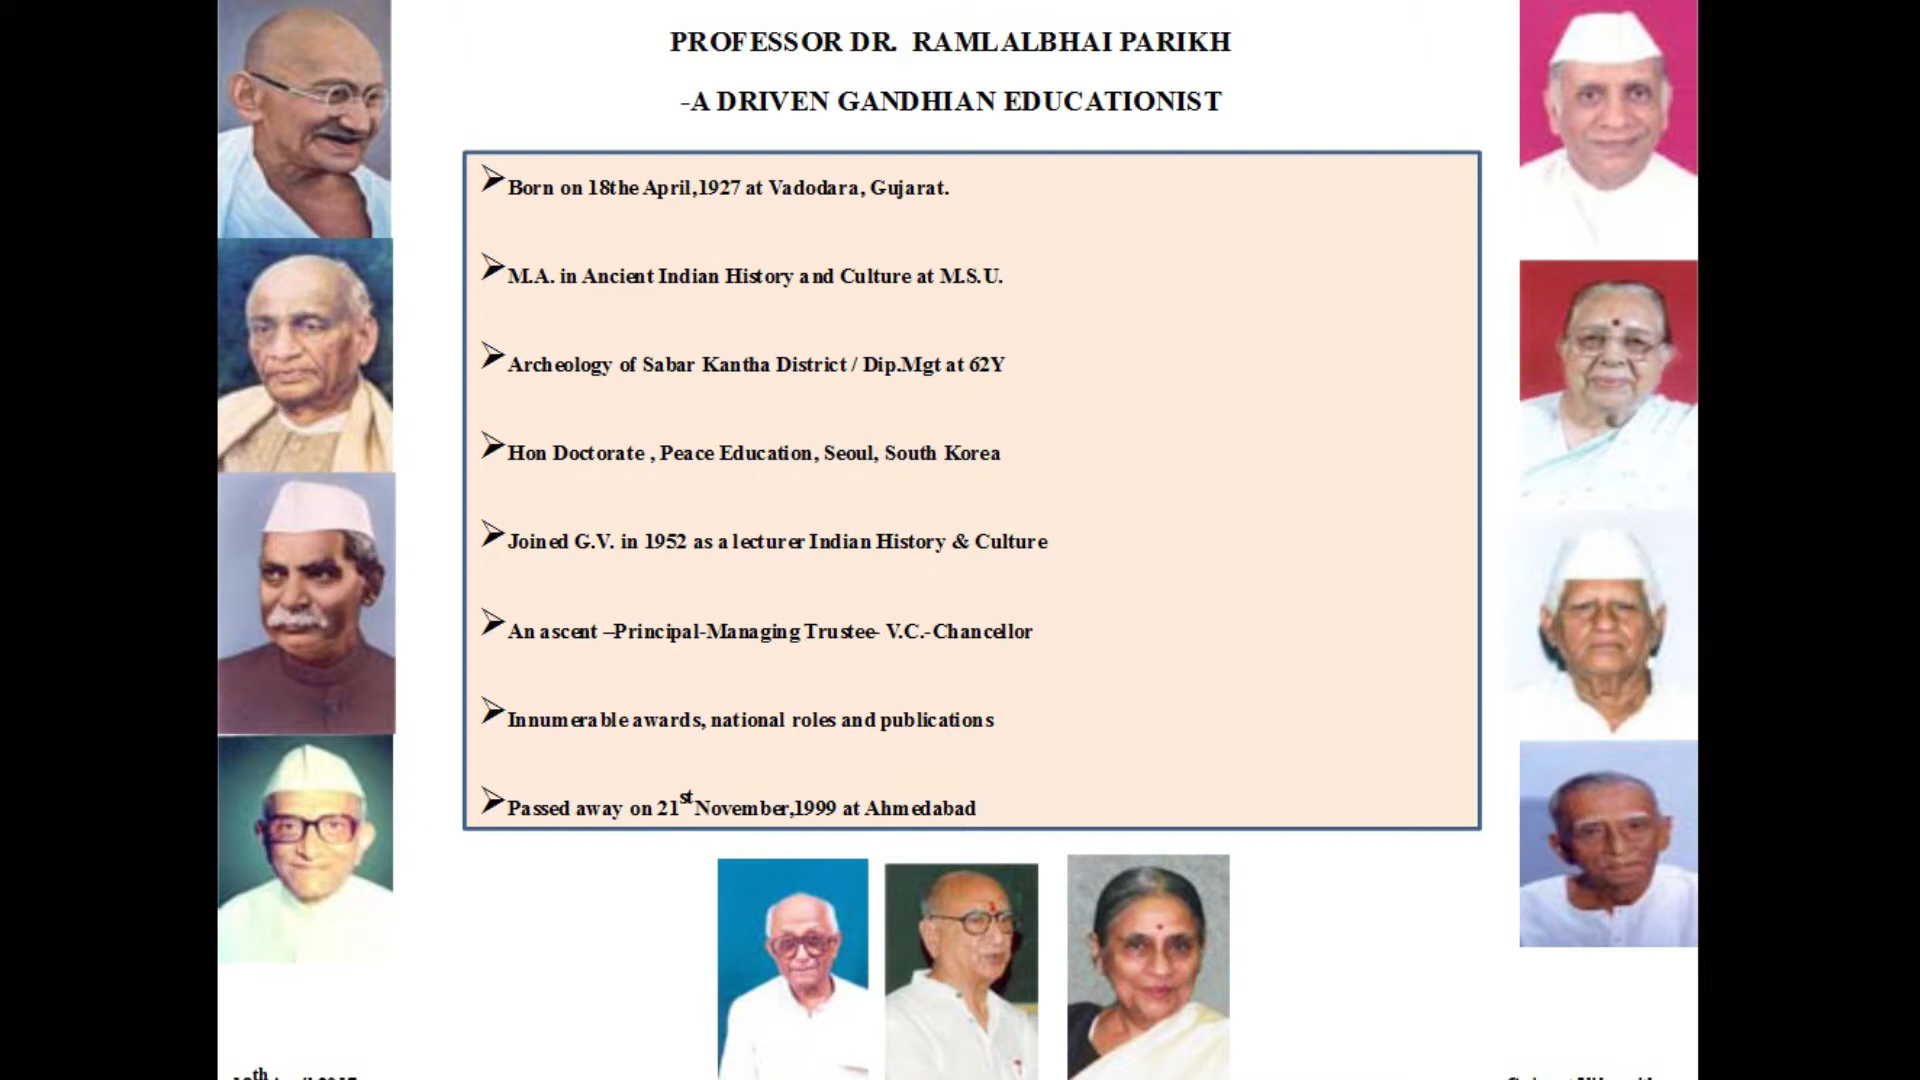 PROFESSOR DR. RAMLALBHAI PARIKH
-A DRIVEN GANDHIAN EDUCATIONIST
➢Born on 18the April,1927 at Vadodara, Gujarat.
➢M.A. in Ancient Indian History and Culture at M.S.U.
➢Archeology of Sabar Kantha District / Dip.Mgt at 62Y
➢Hon Doctorate , Peace Education, Seoul, South Korea
➢Joined G.V. in 1952 as a lecturer Indian History & Culture
➢An ascent –Principal-Managing Trustee- V.C.-Chancellor
➢Innumerable awards, national roles and publications
➢Passed away on 21st November,1999 at Ahmedabad